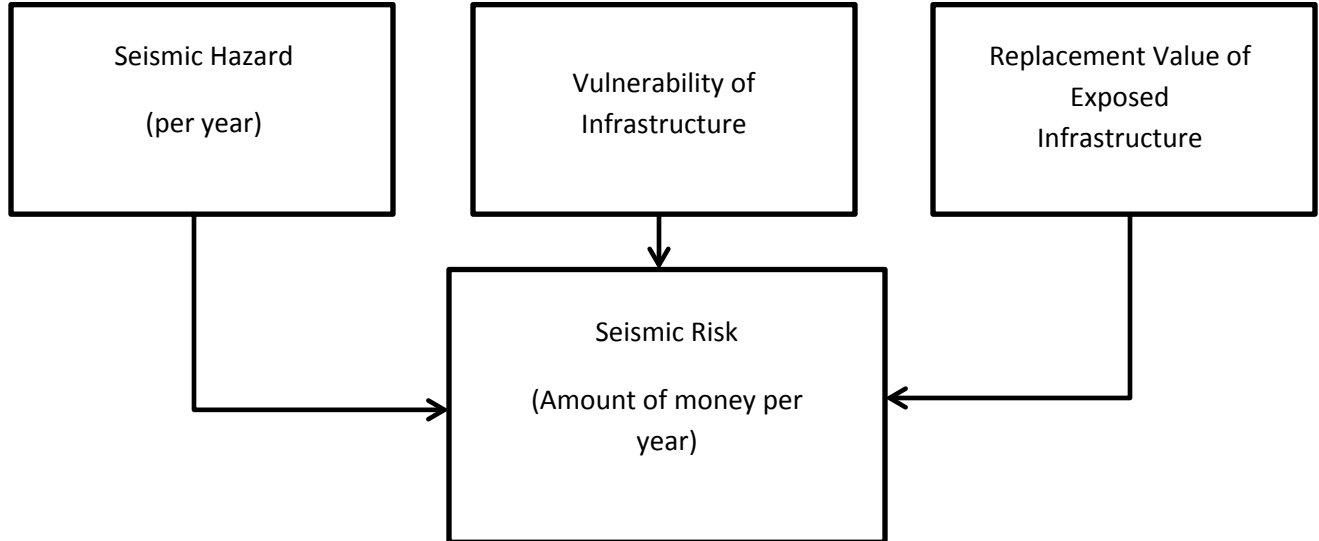 Seismic Hazard
(per year)
Vulnerability of
Infrastructure
Replacement Value of
Exposed
Infrastructure
Seismic Risk
(Amount of money per
year)